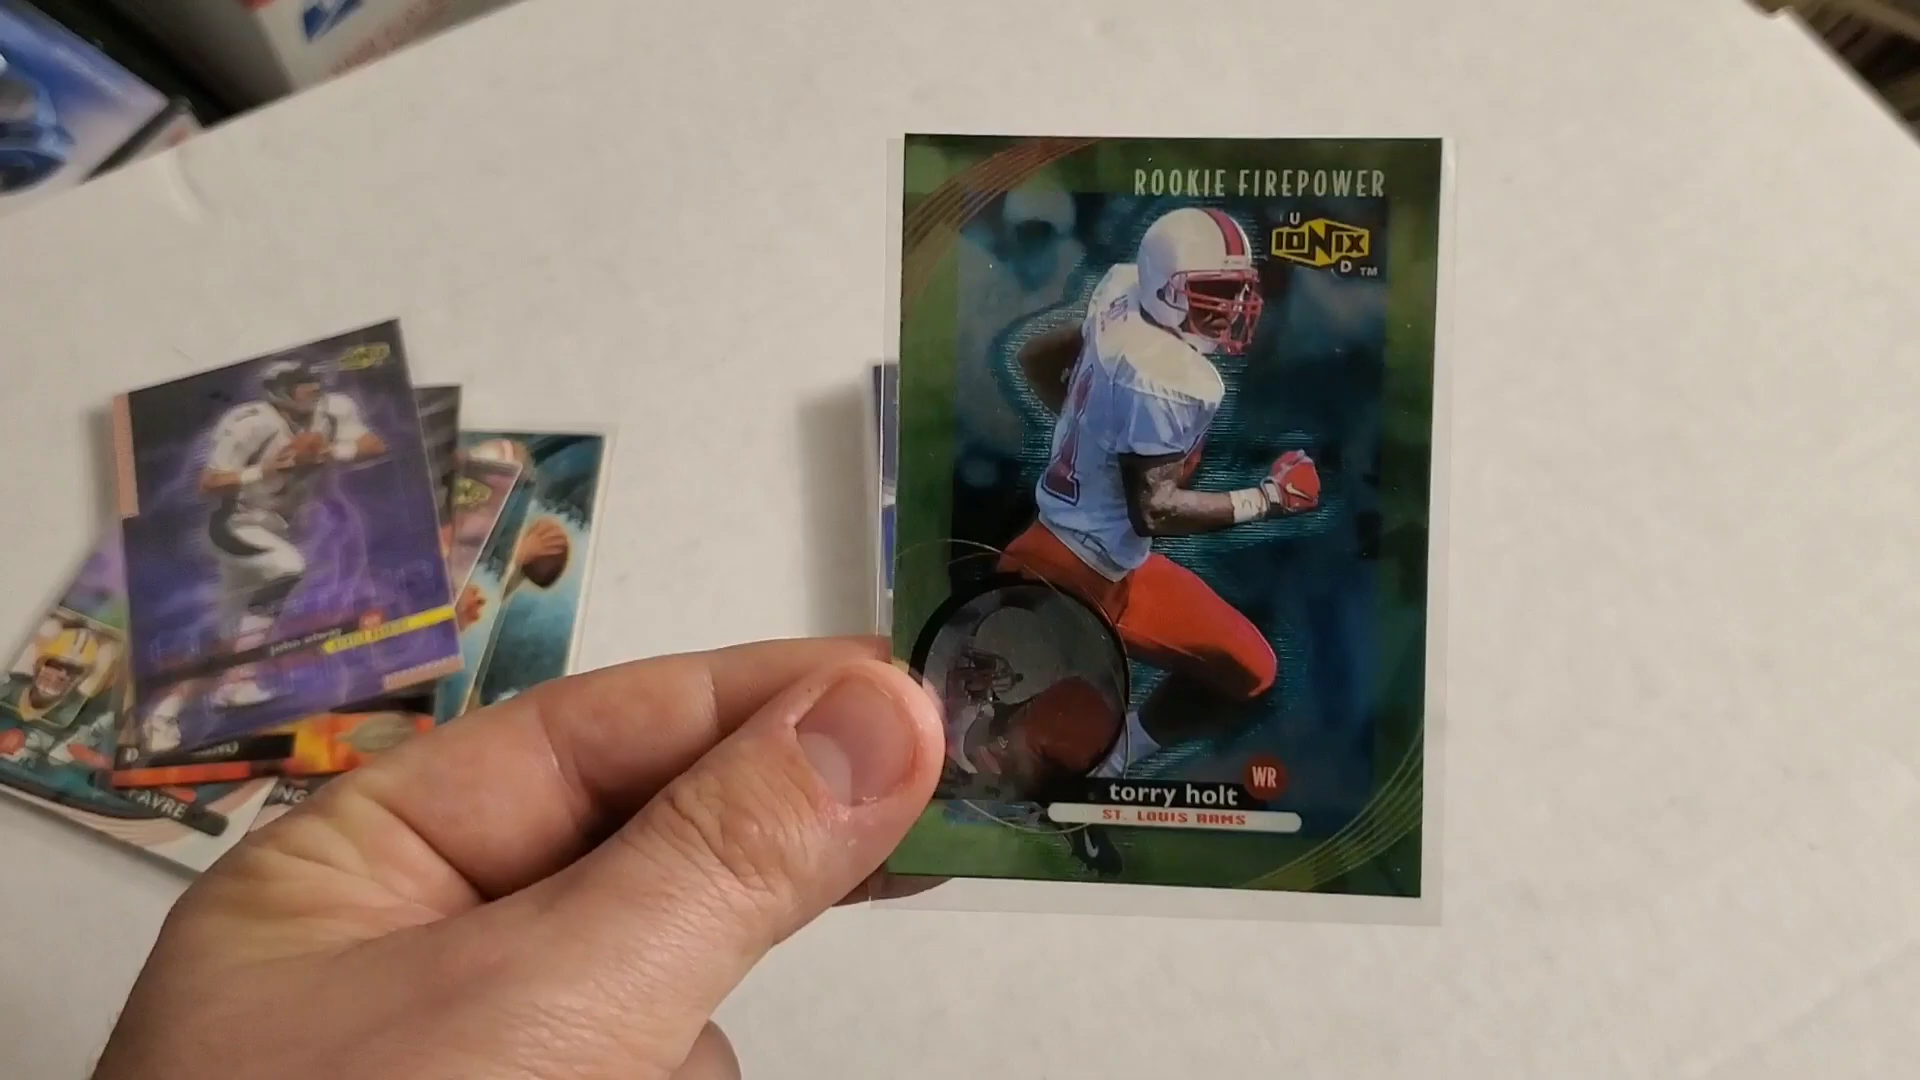 ROOKIE FIREPOWER
U
IONIX
D TM
WR
torry holt
ST. LOUIS RAMS
john elway
FAVRE